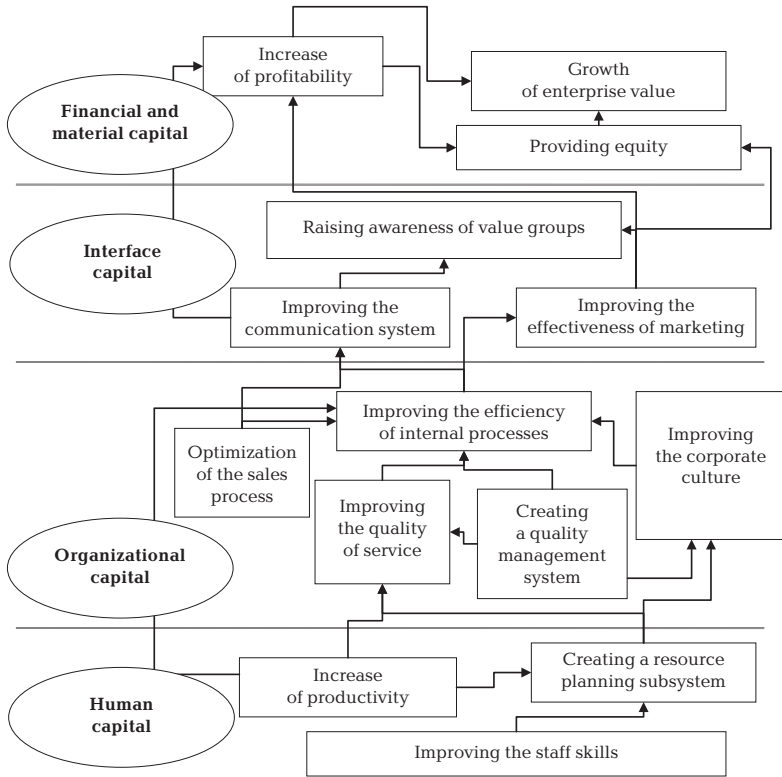 Increase
of profitability
Growth
of enterprise value
Financial and
material capital
Providing equity
Raising awareness of value groups
Interface
capital
Improving the
communication system
Improving the
effectiveness of marketing
Improving the efficiency
of internal processes
Improving
the corporate
culture
Optimization
of the sales
process
Improving
the quality
of service
Creating
a quality
management
system
Organizational
capital
Increase
of productivity
Creating a resource
planning subsystem
Human
capital
Improving the staff skills